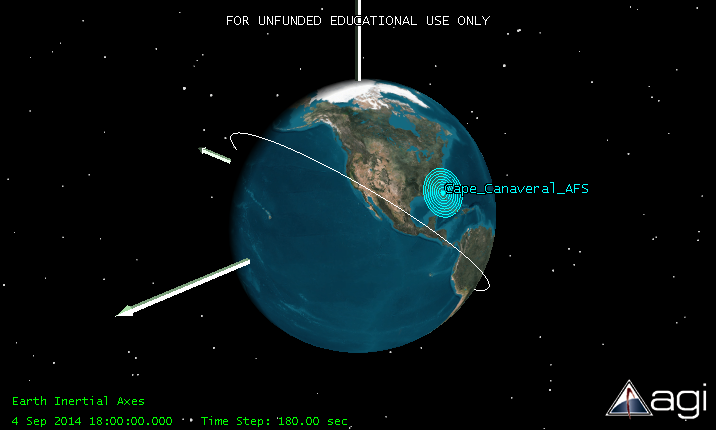 FOR UNFUNDED EDUCATIONAL USE ONLY
Cape_Canaveral_AFS
Earth Inertial Axes
4 Sep 2014 18:00:00.000 Time Step: 180.00 sec
agi